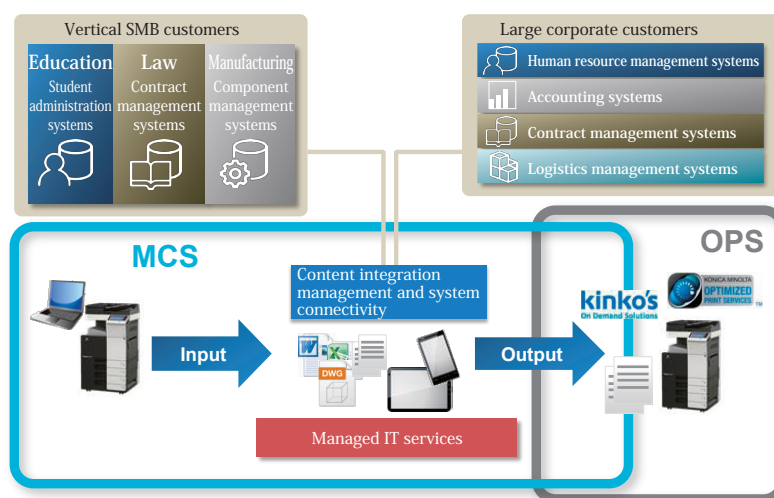 Vertical SMB customers
Education
Student
administration
systems
Law
Contract
management
systems
Manufacturing
Component
management
systems
Large corporate customers
Human resource management systems
Accounting systems
Contract management systems
Logistics management systems
MCS
OPS
Content integration
management and system
connectivity
Input
W
X
DWG
Output
kinko's
On Demand Solutions
KONICA MINOLTA
OPTIMIZED
PRINT SERVICES
TM
Managed IT services